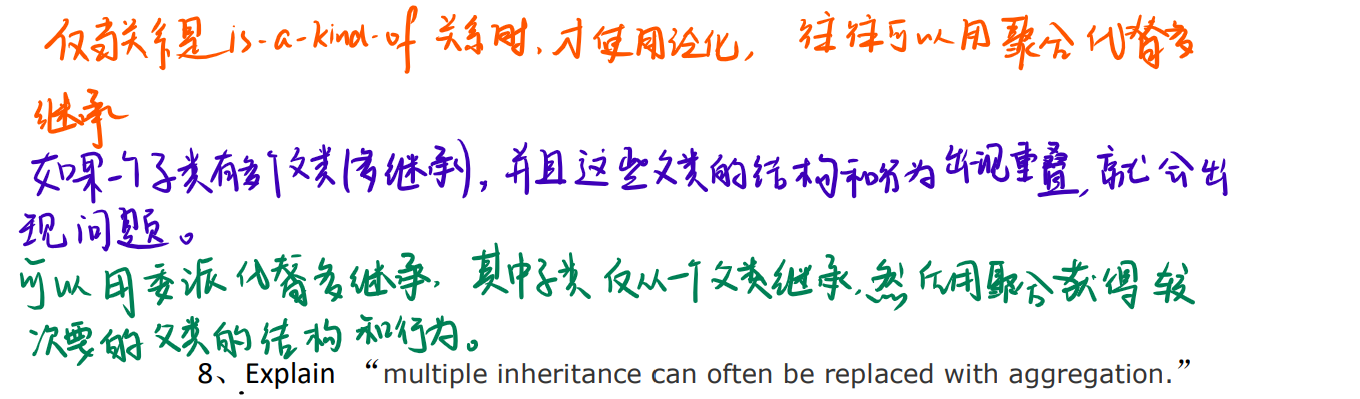 仅当关系是 is-a-kind-of 关系时，才使用泛化， 往往可以用聚合代替多
继承
如果一个子类有多个父类(多继承)，并且这些父类的结构和行为出现重叠，就会出
现问题。
可以用委派代替多继承，其中子类仅从一个父类继承，然后用聚合获得较
次要的父类的结构和行为。
8、Explain “multiple inheritance can often be replaced with aggregation.”